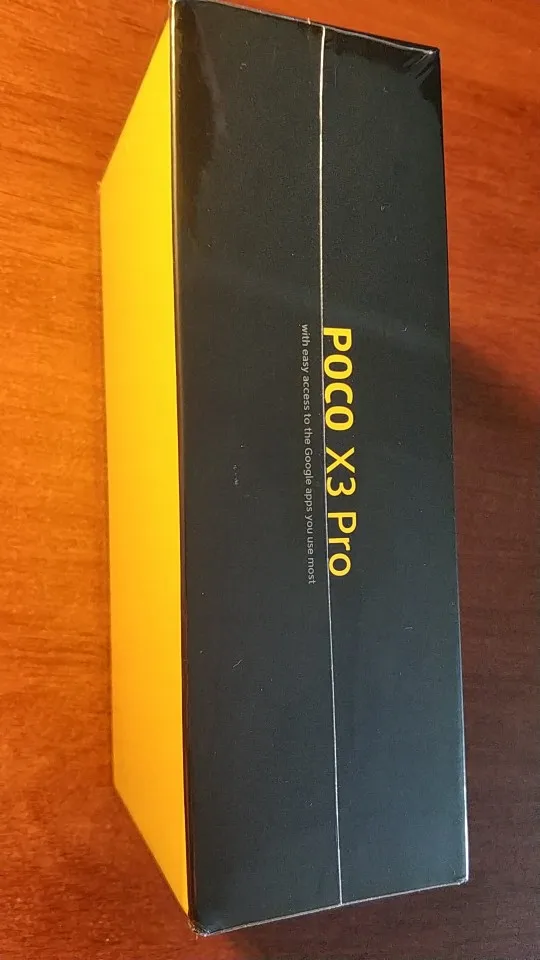 POCO X3 Pro
with easy access to the Google apps you use most